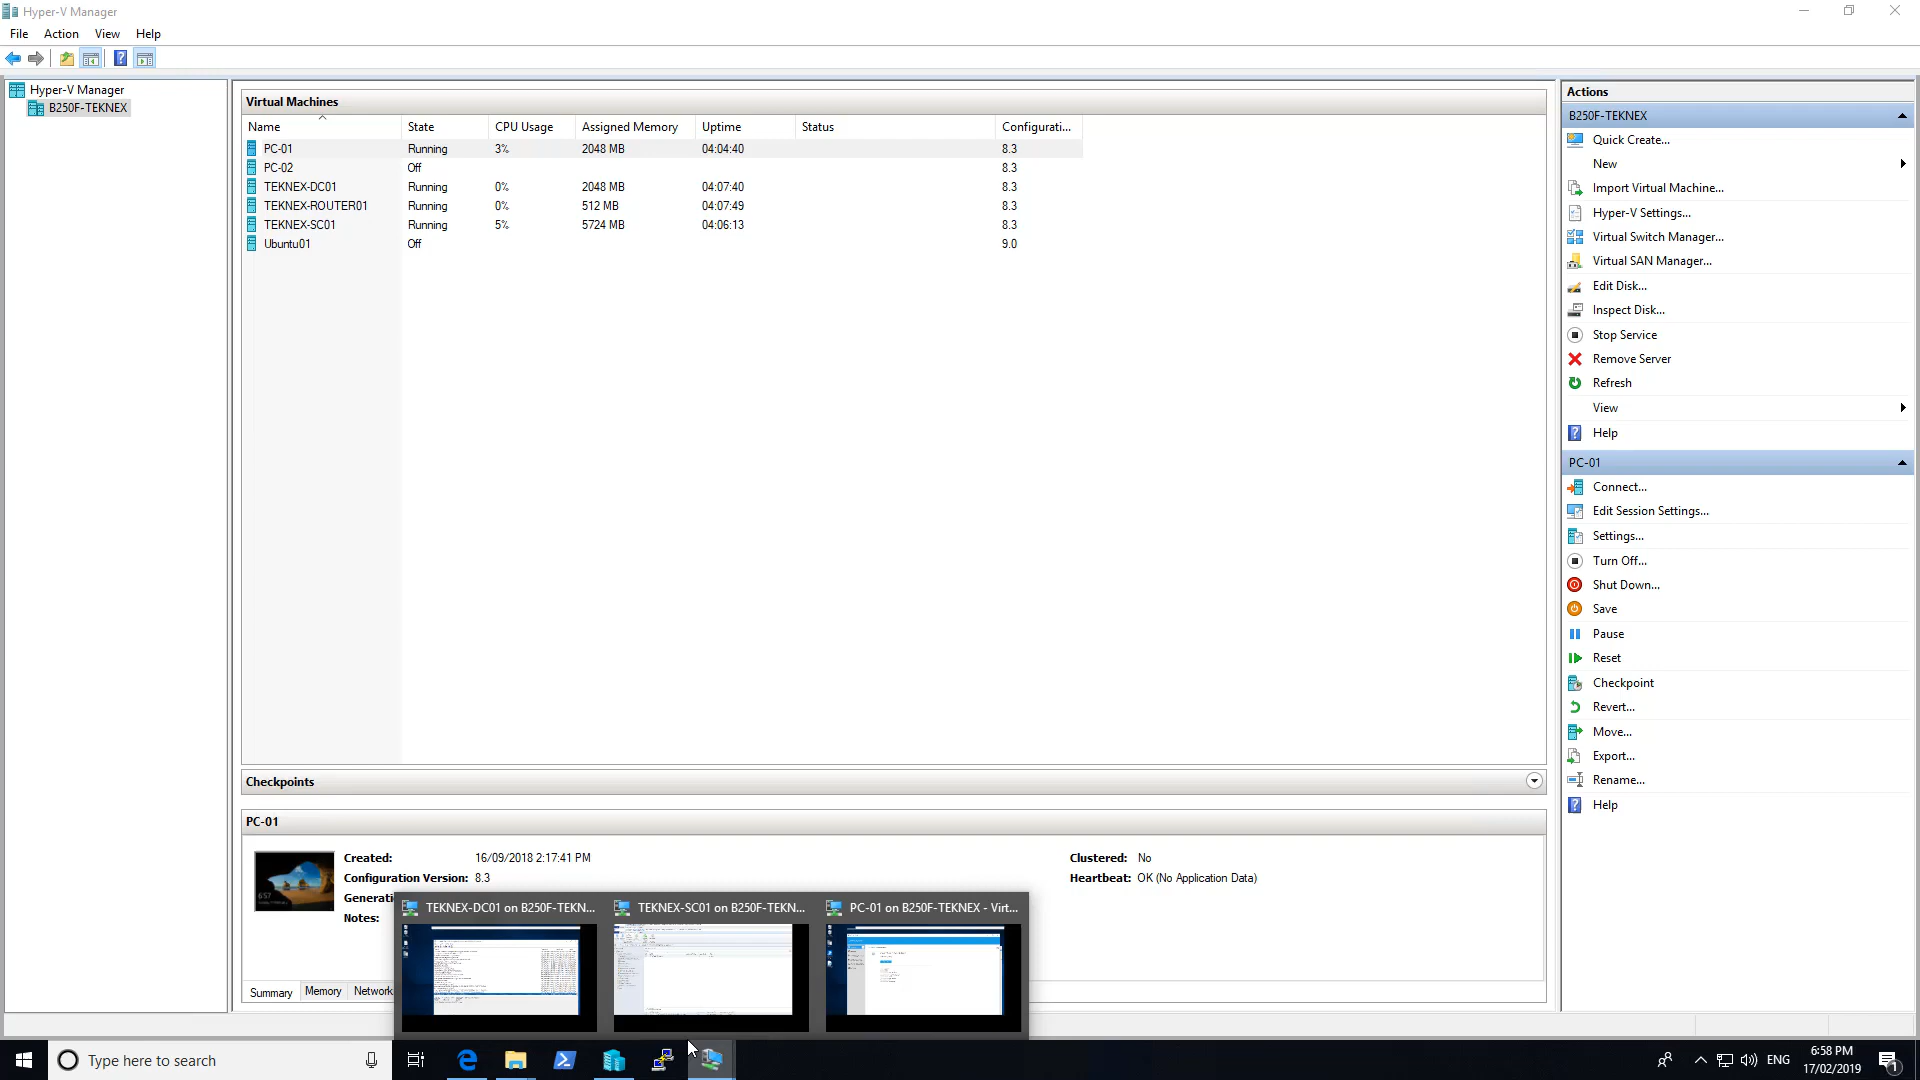 Hyper-V Manager
File Action View Help
Hyper-V Manager
B250F-TEKNEX
Virtual Machines
Name State CPU Usage Assigned Memory Uptime Status Configurati...
PC-01 Running 3% 2048 MB 04:04:40 8.3
PC-02 Off 8.3
TEKNEX-DC01 Running 0% 2048 MB 04:07:40 8.3
TEKNEX-ROUTER01 Running 0% 512 MB 04:07:49 8.3
TEKNEX-SC01 Running 5% 5724 MB 04:06:13 8.3
Ubuntu01 Off 9.0
Checkpoints
PC-01
Created: 16/09/2018 2:17:41 PM
Configuration Version: 8.3
Generati
Notes:
Clustered: No
Heartbeat: OK (No Application Data)
6:57
Summary Memory Network
TEKNEX-DC01 on B250F-TEKN...
TEKNEX-SC01 on B250F-TEKN...
PC-01 on B250F-TEKNEX - Virt...
Actions
B250F-TEKNEX
Quick Create...
New
Import Virtual Machine...
Hyper-V Settings...
Virtual Switch Manager...
Virtual SAN Manager...
Edit Disk...
Inspect Disk...
Stop Service
Remove Server
Refresh
View
Help
PC-01
Connect...
Edit Session Settings...
Settings...
Turn Off...
Shut Down...
Save
Pause
Reset
Checkpoint
Revert...
Move...
Export...
Rename...
Help
Type here to search
ENG
6:58 PM
17/02/2019
1